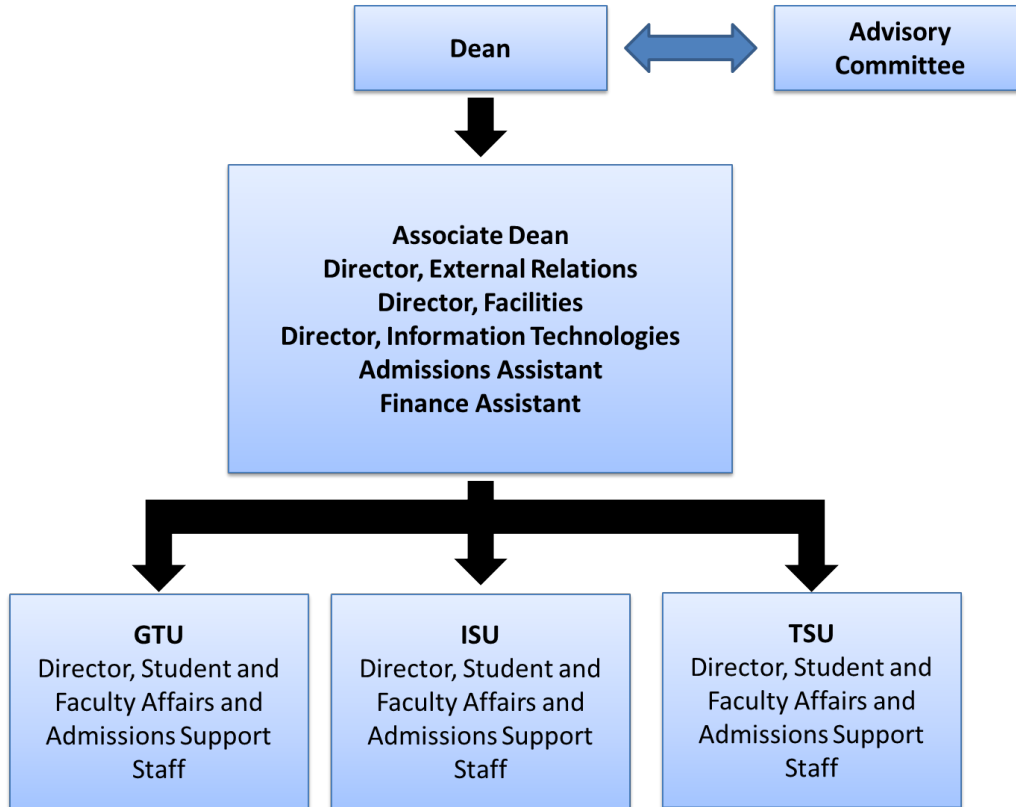 Dean
Advisory
Committee
Associate Dean
Director, External Relations
Director, Facilities
Director, Information Technologies
Admissions Assistant
Finance Assistant
GTU
Director, Student and
Faculty Affairs and
Admissions Support
Staff
ISU
Director, Student and
Faculty Affairs and
Admissions Support
Staff
TSU
Director, Student and
Faculty Affairs and
Admissions Support
Staff